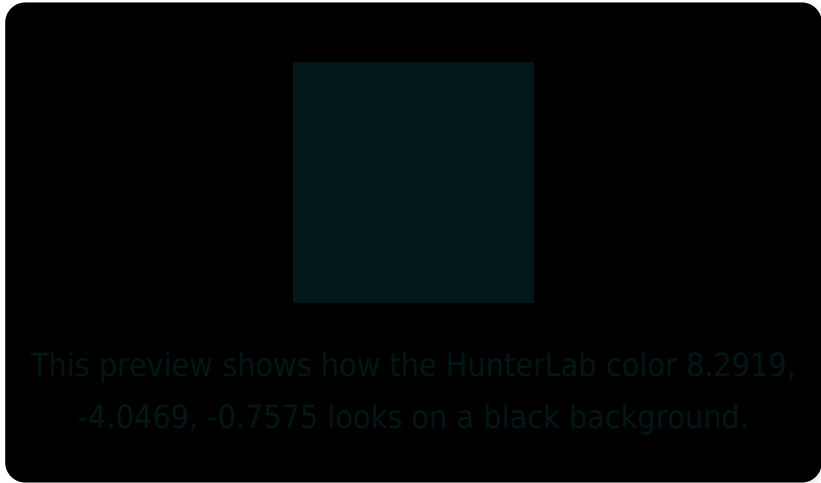 This preview shows how the HunterLab color 8.2919,
-4.0469, -0.7575 looks on a black background.